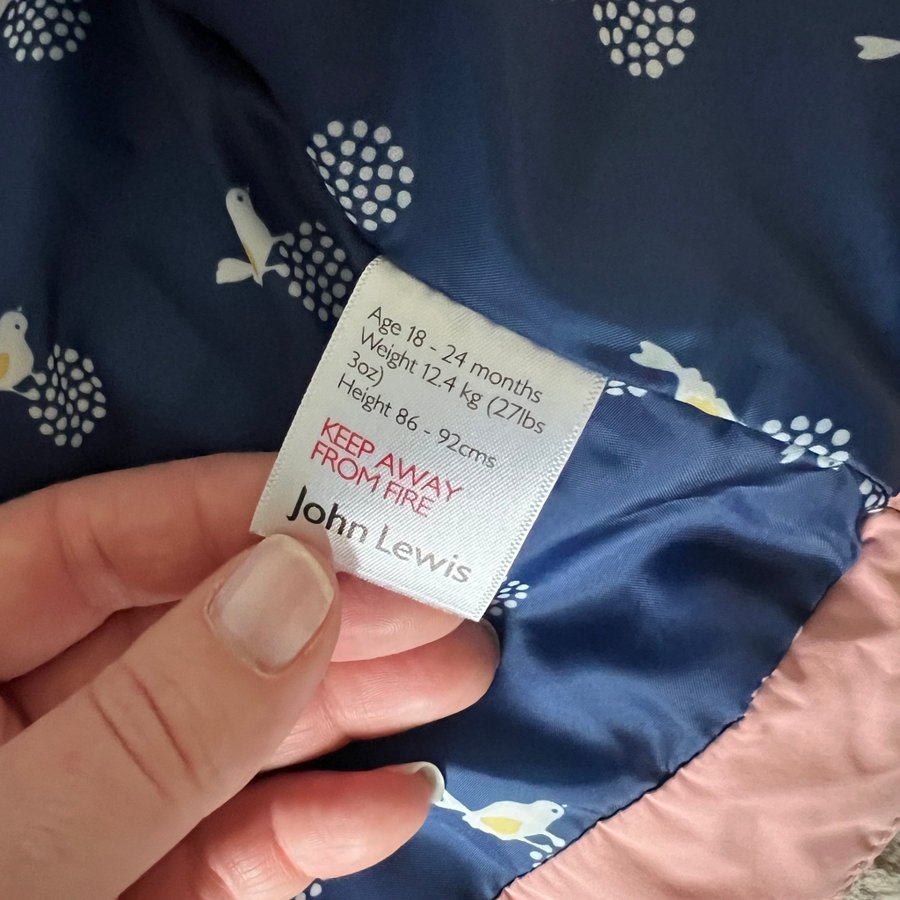 Age 18 - 24 months
Weight 12.4 kg (27lbs
3oz)
Height 86 - 92cms
KEEP AWAY
FROM FIRE
John Lewis